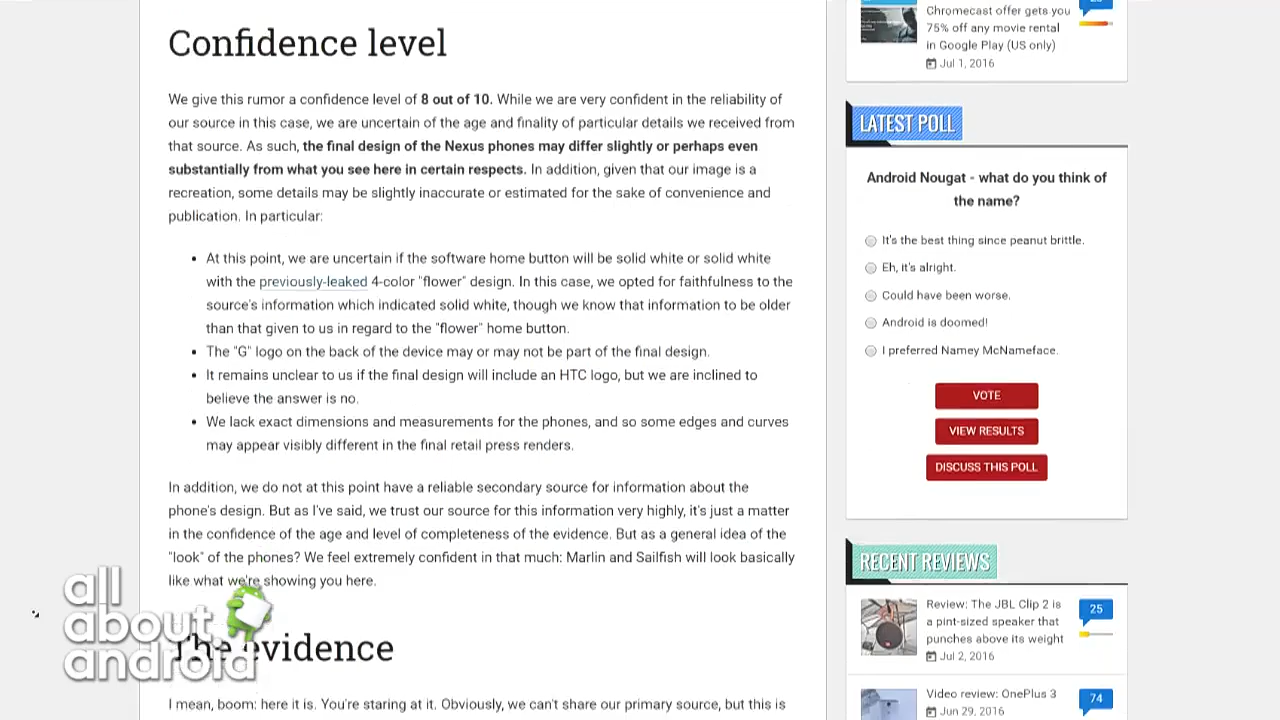 Confidence level
We give this rumor a confidence level of 8 out of 10. While we are very confident in the reliability of
our source in this case, we are uncertain of the age and finality of particular details we received from
that source. As such, the final design of the Nexus phones may differ slightly or perhaps even
substantially from what you see here in certain respects. In addition, given that our image is a
recreation, some details may be slightly inaccurate or estimated for the sake of convenience and
publication. In particular:
• At this point, we are uncertain if the software home button will be solid white or solid white
with the previously-leaked 4-color "flower" design. In this case, we opted for faithfulness to the
source's information which indicated solid white, though we know that information to be older
than that given to us in regard to the "flower" home button.
• The "G" logo on the back of the device may or may not be part of the final design.
• It remains unclear to us if the final design will include an HTC logo, but we are inclined to
believe the answer is no.
• We lack exact dimensions and measurements for the phones, and so some edges and curves
may appear visibly different in the final retail press renders.
In addition, we do not at this point have a reliable secondary source for information about the
phone's design. But as I've said, we trust our source for this information very highly, it's just a matter
in the confidence of the age and level of completeness of the evidence. But as a general idea of the
"look" of the phones? We feel extremely confident in that much: Marlin and Sailfish will look basically
like what we're showing you here.
The evidence
I mean, boom: here it is. You're staring at it. Obviously, we can't share our primary source, but this is
all
about
android
Chromecast offer gets you
75% off any movie rental
in Google Play (US only)
Jul 1, 2016
LATEST POLL
Android Nougat - what do you think of
the name?
It's the best thing since peanut brittle.
Eh, it's alright.
Could have been worse.
Android is doomed!
I preferred Namey McNameface.
VOTE
VIEW RESULTS
DISCUSS THIS POLL
RECENT REVIEWS
Review: The JBL Clip 2 is
a pint-sized speaker that
punches above its weight
Jul 2, 2016
25
Video review: OnePlus 3
Jun 29, 2016
74